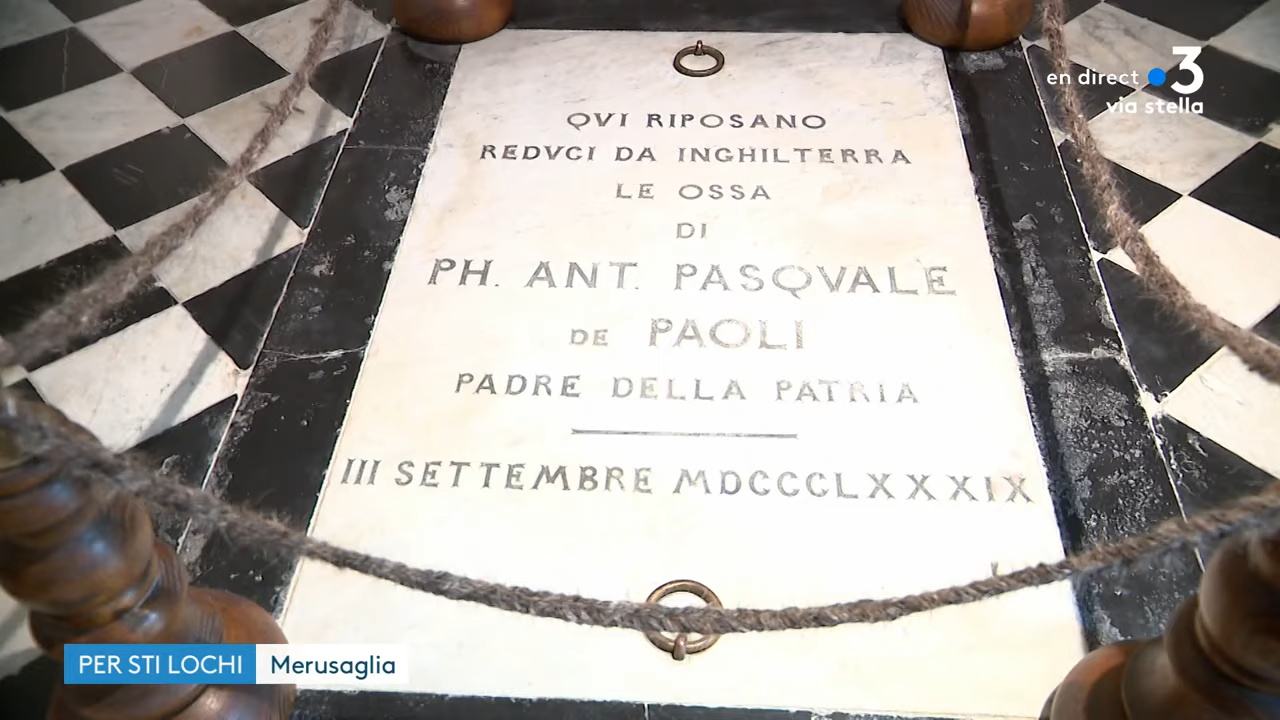 en direct 3
via stella
QVI RIPOSANO
REDVCI DA INGHILTERRA
LE OSSA
DI
PH. ANT. PASQVALE
DE PAOLI
PADRE DELLA PATRIA
III SETTEMBRE MDCCCLXXXIX
PER STI LOCHI Merusaglia